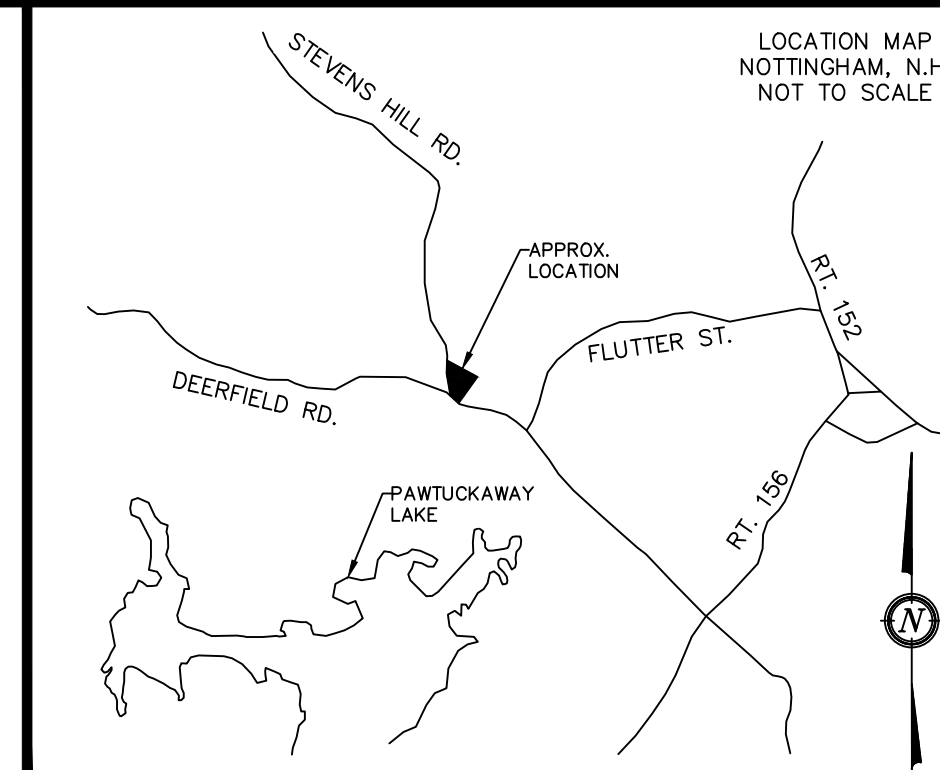 LOCATION MAP
NOTTINGHAM, N.H
NOT TO SCALE
STEVENS HILL RD.
APPROX.
LOCATION
RT. 152
FLUTTER ST.
DEERFIELD RD.
PAWTUCKAWAY
LAKE
RT. 156
N